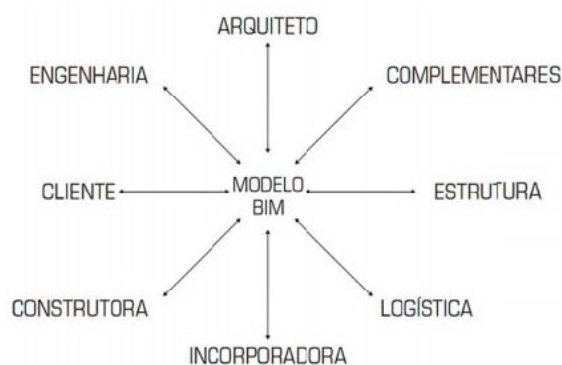 ARQUITETO
ENGENHARIA
COMPLEMENTARES
CLIENTE
MODELO
BIM
ESTRUTURA
CONSTRUTORA
LOGÍSTICA
INCORPORADORA